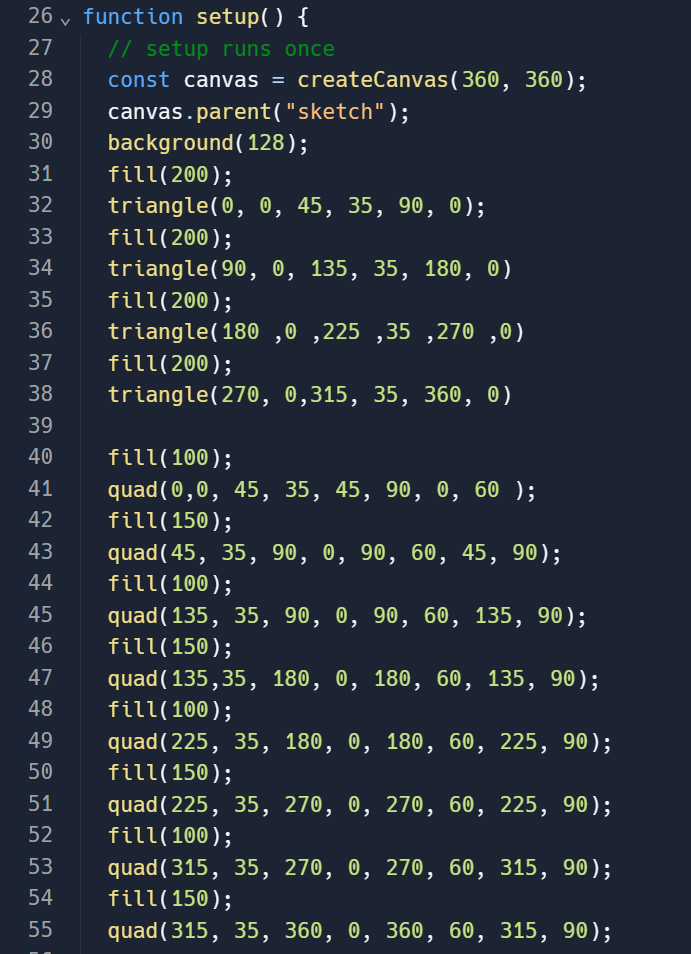 26 function setup() {
27 // setup runs once
28 const canvas = createCanvas(360, 360);
29 canvas.parent("sketch");
30 background(128);
31 fill(200);
32 triangle(0, 0, 45, 35, 90, 0);
33 fill(200);
34 triangle(90, 0, 135, 35, 180, 0)
35 fill(200);
36 triangle(180 ,0 ,225 ,35 ,270 ,0)
37 fill(200);
38 triangle(270, 0,315, 35, 360, 0)
39
40 fill(100);
41 quad(0,0, 45, 35, 45, 90, 0, 60 );
42 fill(150);
43 quad(45, 35, 90, 0, 90, 60, 45, 90);
44 fill(100);
45 quad(135, 35, 90, 0, 90, 60, 135, 90);
46 fill(150);
47 quad(135,35, 180, 0, 180, 60, 135, 90);
48 fill(100);
49 quad(225, 35, 180, 0, 180, 60, 225, 90);
50 fill(150);
51 quad(225, 35, 270, 0, 270, 60, 225, 90);
52 fill(100);
53 quad(315, 35, 270, 0, 270, 60, 315, 90);
54 fill(150);
55 quad(315, 35, 360, 0, 360, 60, 315, 90);